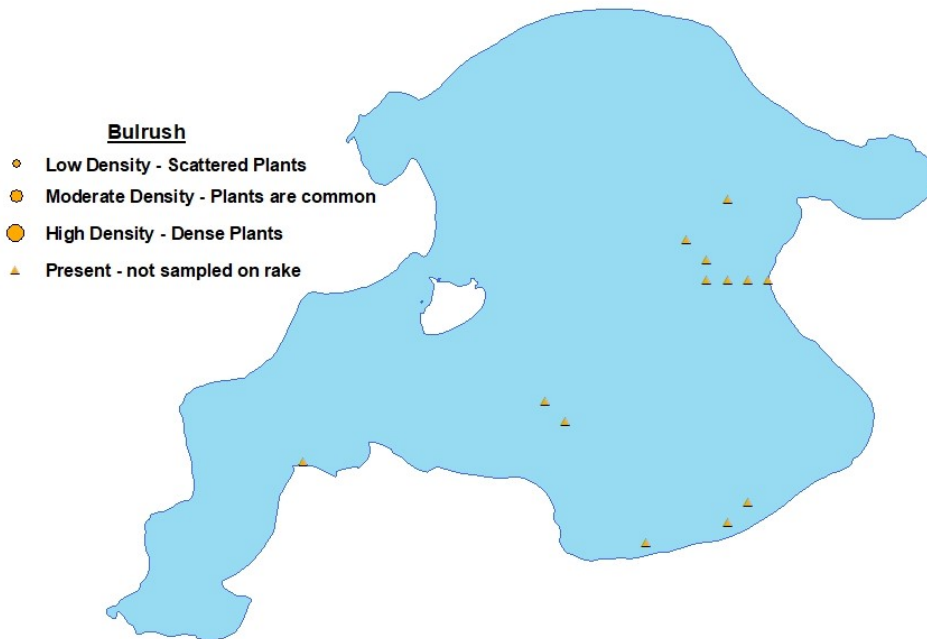 Bulrush
Low Density - Scattered Plants
Moderate Density - Plants are common
High Density - Dense Plants
Present - not sampled on rake